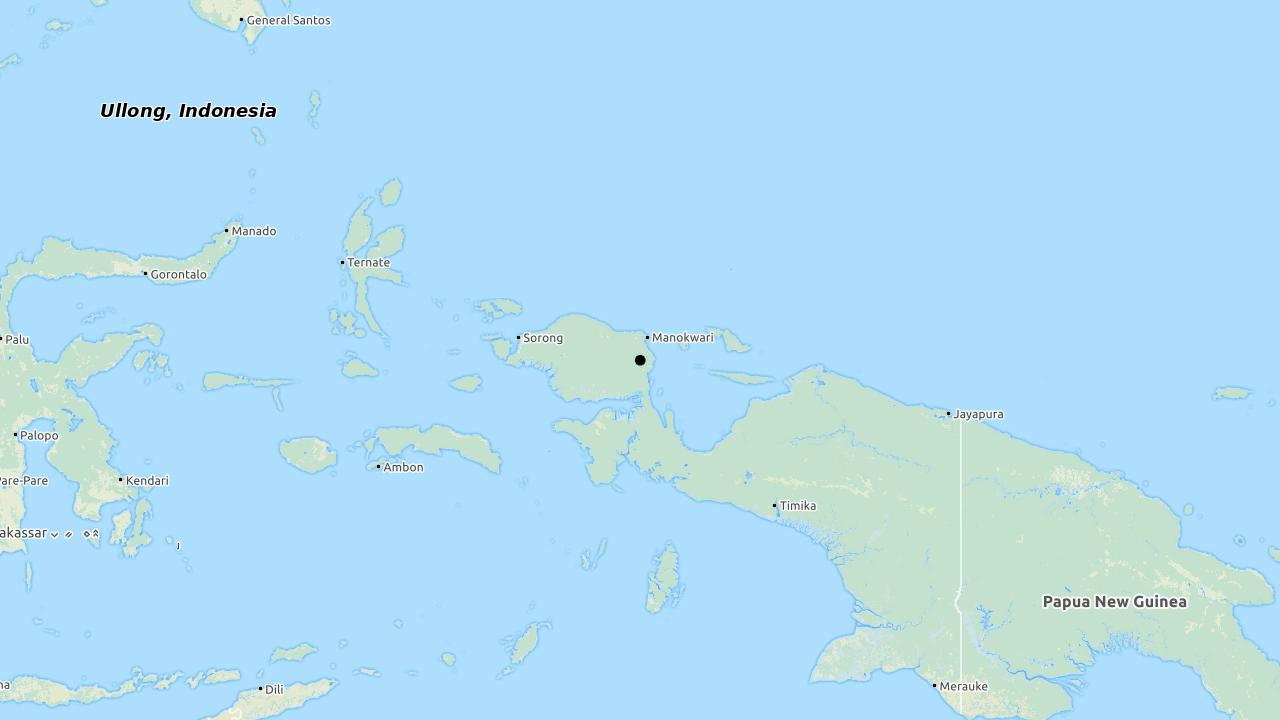 General Santos
Ullong, Indonesia
Manado
Ternate
Gorontalo
Sorong
Manokwari
Palu
Jayapura
Palopo
Ambon
Pare-Pare
Kendari
Timika
akassar
Papua New Guinea
na
Dili
Merauke